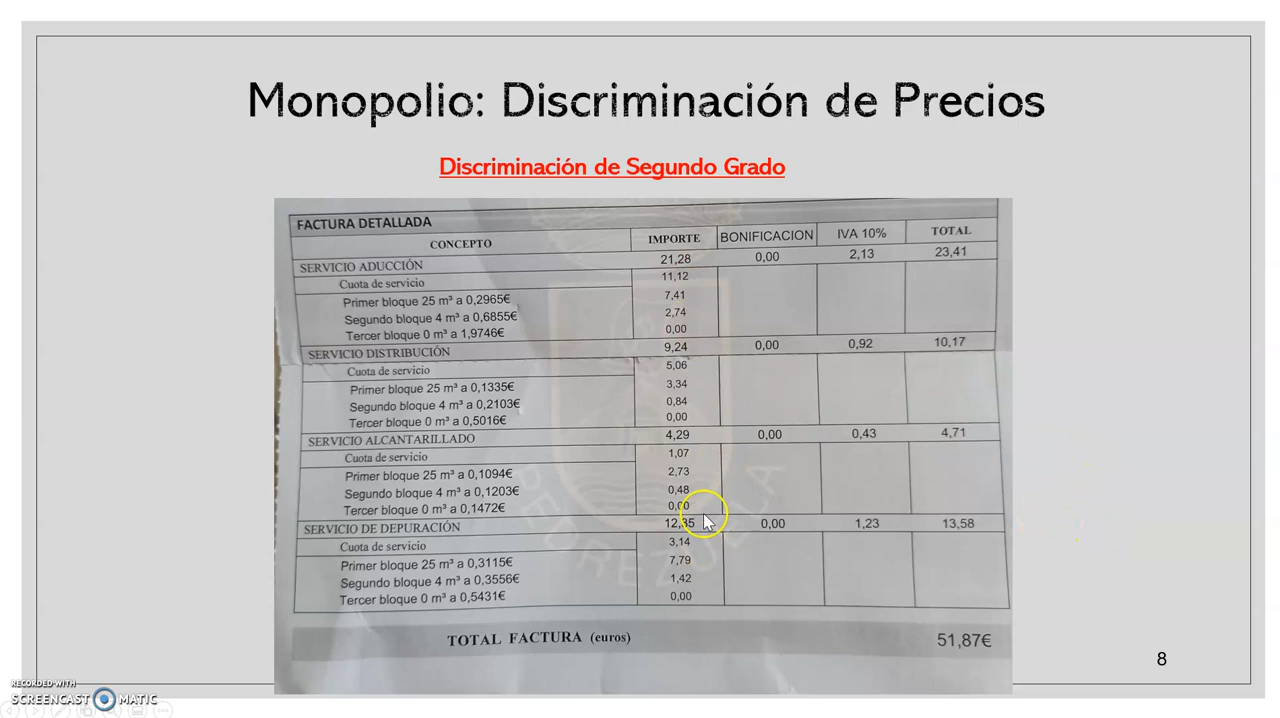 Monopolio: Discriminación de Precios
Discriminación de Segundo Grado
FACTURA DETALLADA
CONCEPTO IMPORTE BONIFICACION IVA 10% TOTAL
SERVICIO ADUCCIÓN 21,28 0,00 2,13 23,41
Cuota de servicio 11,12
Primer bloque 25 m³ a 0,2965€ 7,41
Segundo bloque 4 m³ a 0,6855€ 2,74
Tercer bloque 0 m³ a 1,9746€ 0,00
SERVICIO DISTRIBUCIÓN 9,24 0,00 0,92 10,17
Cuota de servicio 5,06
Primer bloque 25 m³ a 0,1335€ 3,34
Segundo bloque 4 m³ a 0,2103€ 0,84
Tercer bloque 0 m³ a 0,5016€ 0,00
SERVICIO ALCANTARILLADO 4,29 0,00 0,43 4,71
Cuota de servicio 1,07
Primer bloque 25 m³ a 0,1094€ 2,73
Segundo bloque 4 m³ a 0,1203€ 0,48
Tercer bloque 0 m³ a 0,1472€ 0,00
SERVICIO DE DEPURACIÓN 12,35 0,00 1,23 13,58
Cuota de servicio 3,14
Primer bloque 25 m³ a 0,3115€ 7,79
Segundo bloque 4 m³ a 0,3556€ 1,42
Tercer bloque 0 m³ a 0,5431€ 0,00
PEDREZUELA
TOTAL FACTURA (euros) 51,87€
8
RECORDED WITH
SCREENCAST MATIC